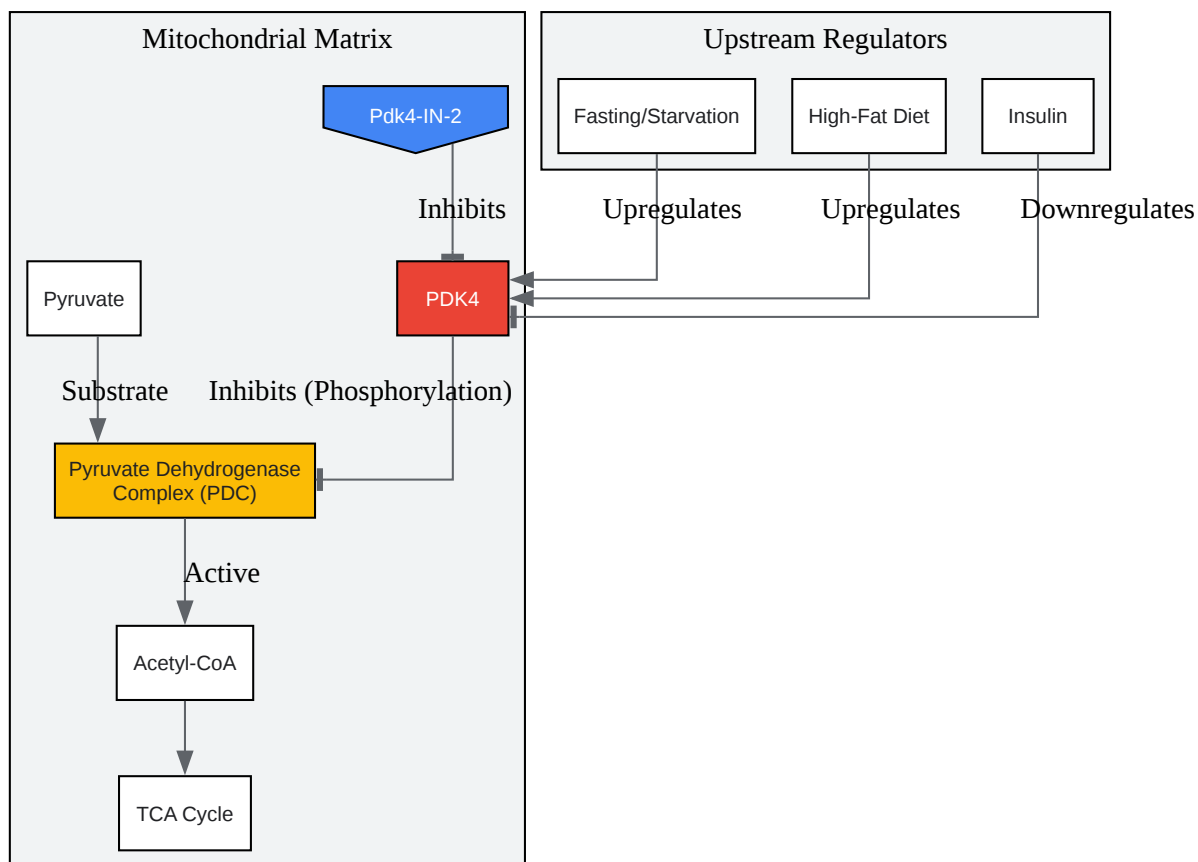 Mitochondrial Matrix
Upstream Regulators
Pdk4-IN-2
Fasting/Starvation
High-Fat Diet
Insulin
Inhibits
Upregulates
Upregulates
Downregulates
Pyruvate
PDK4
Substrate
Inhibits (Phosphorylation)
Pyruvate Dehydrogenase
Complex (PDC)
Active
Acetyl-CoA
TCA Cycle